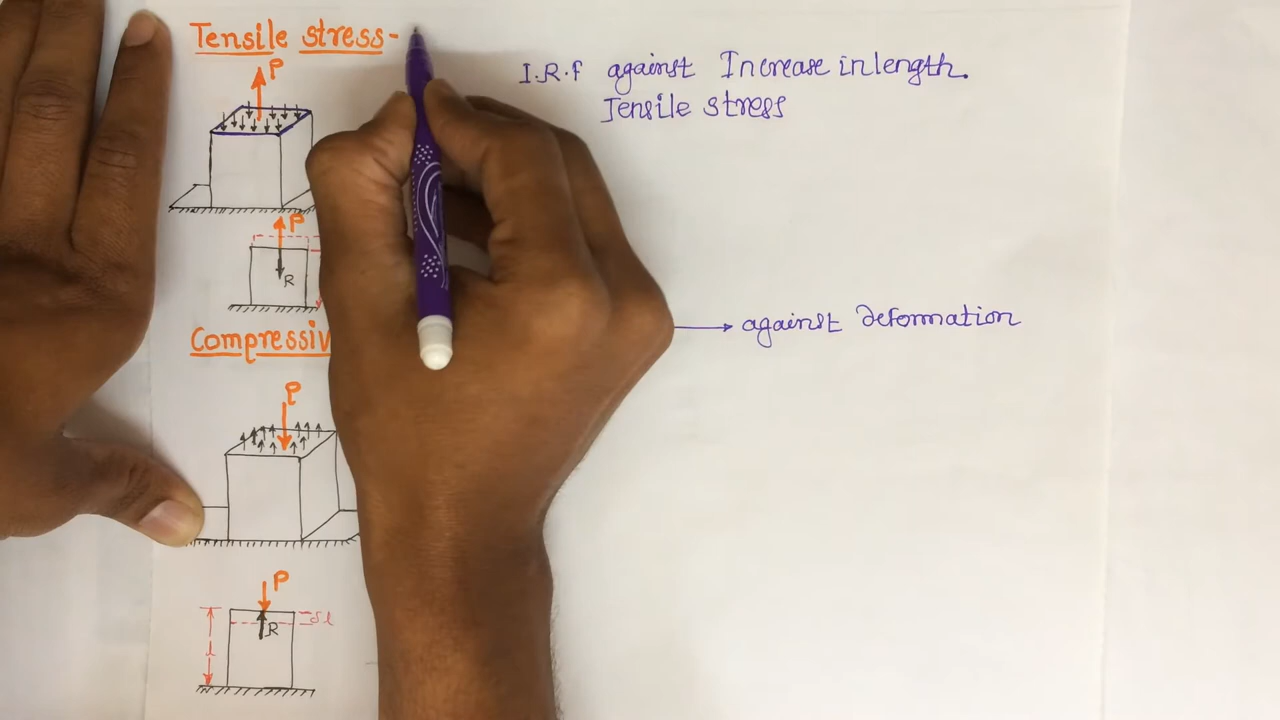 Tensile stress-
P
I.R.f against Increase in length.
Tensile stress
P
R
Compressiv
against deformation
P
P
δl
R
l